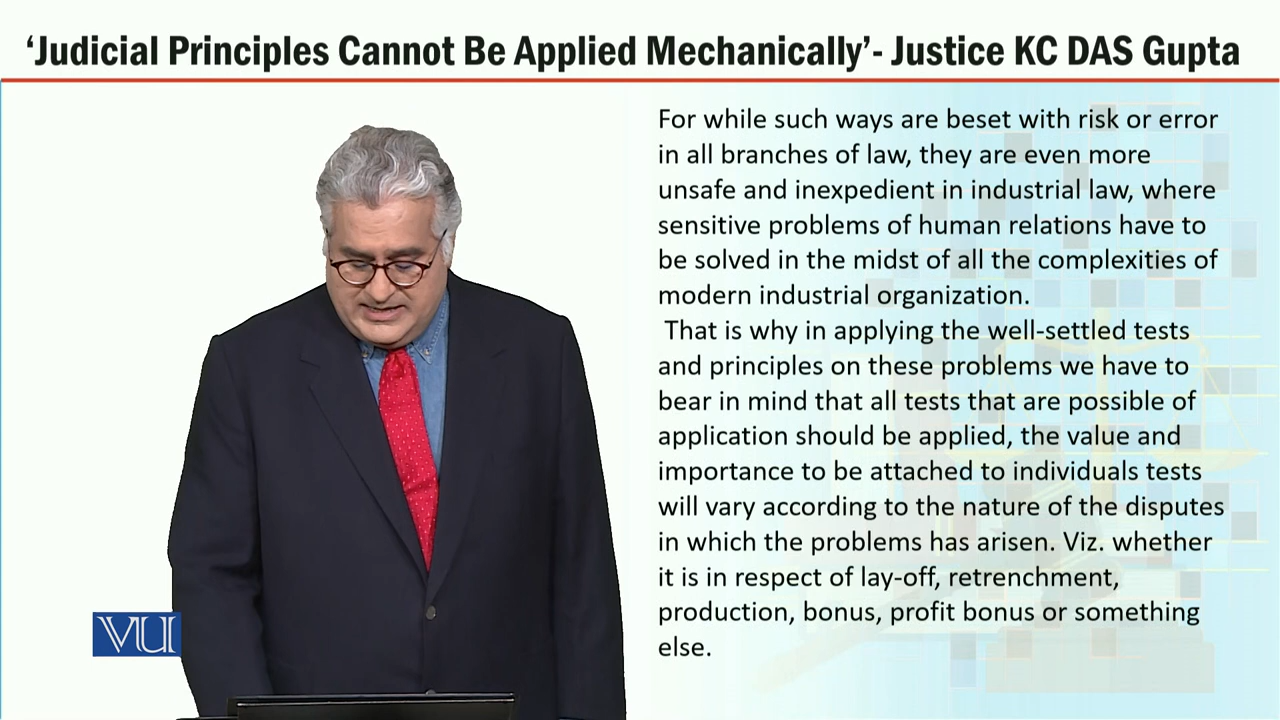 ‘Judicial Principles Cannot Be Applied Mechanically’- Justice KC DAS Gupta
For while such ways are beset with risk or error
in all branches of law, they are even more
unsafe and inexpedient in industrial law, where
sensitive problems of human relations have to
be solved in the midst of all the complexities of
modern industrial organization.
That is why in applying the well-settled tests
and principles on these problems we have to
bear in mind that all tests that are possible of
application should be applied, the value and
importance to be attached to individuals tests
will vary according to the nature of the disputes
in which the problems has arisen. Viz. whether
it is in respect of lay-off, retrenchment,
production, bonus, profit bonus or something
else.
VU